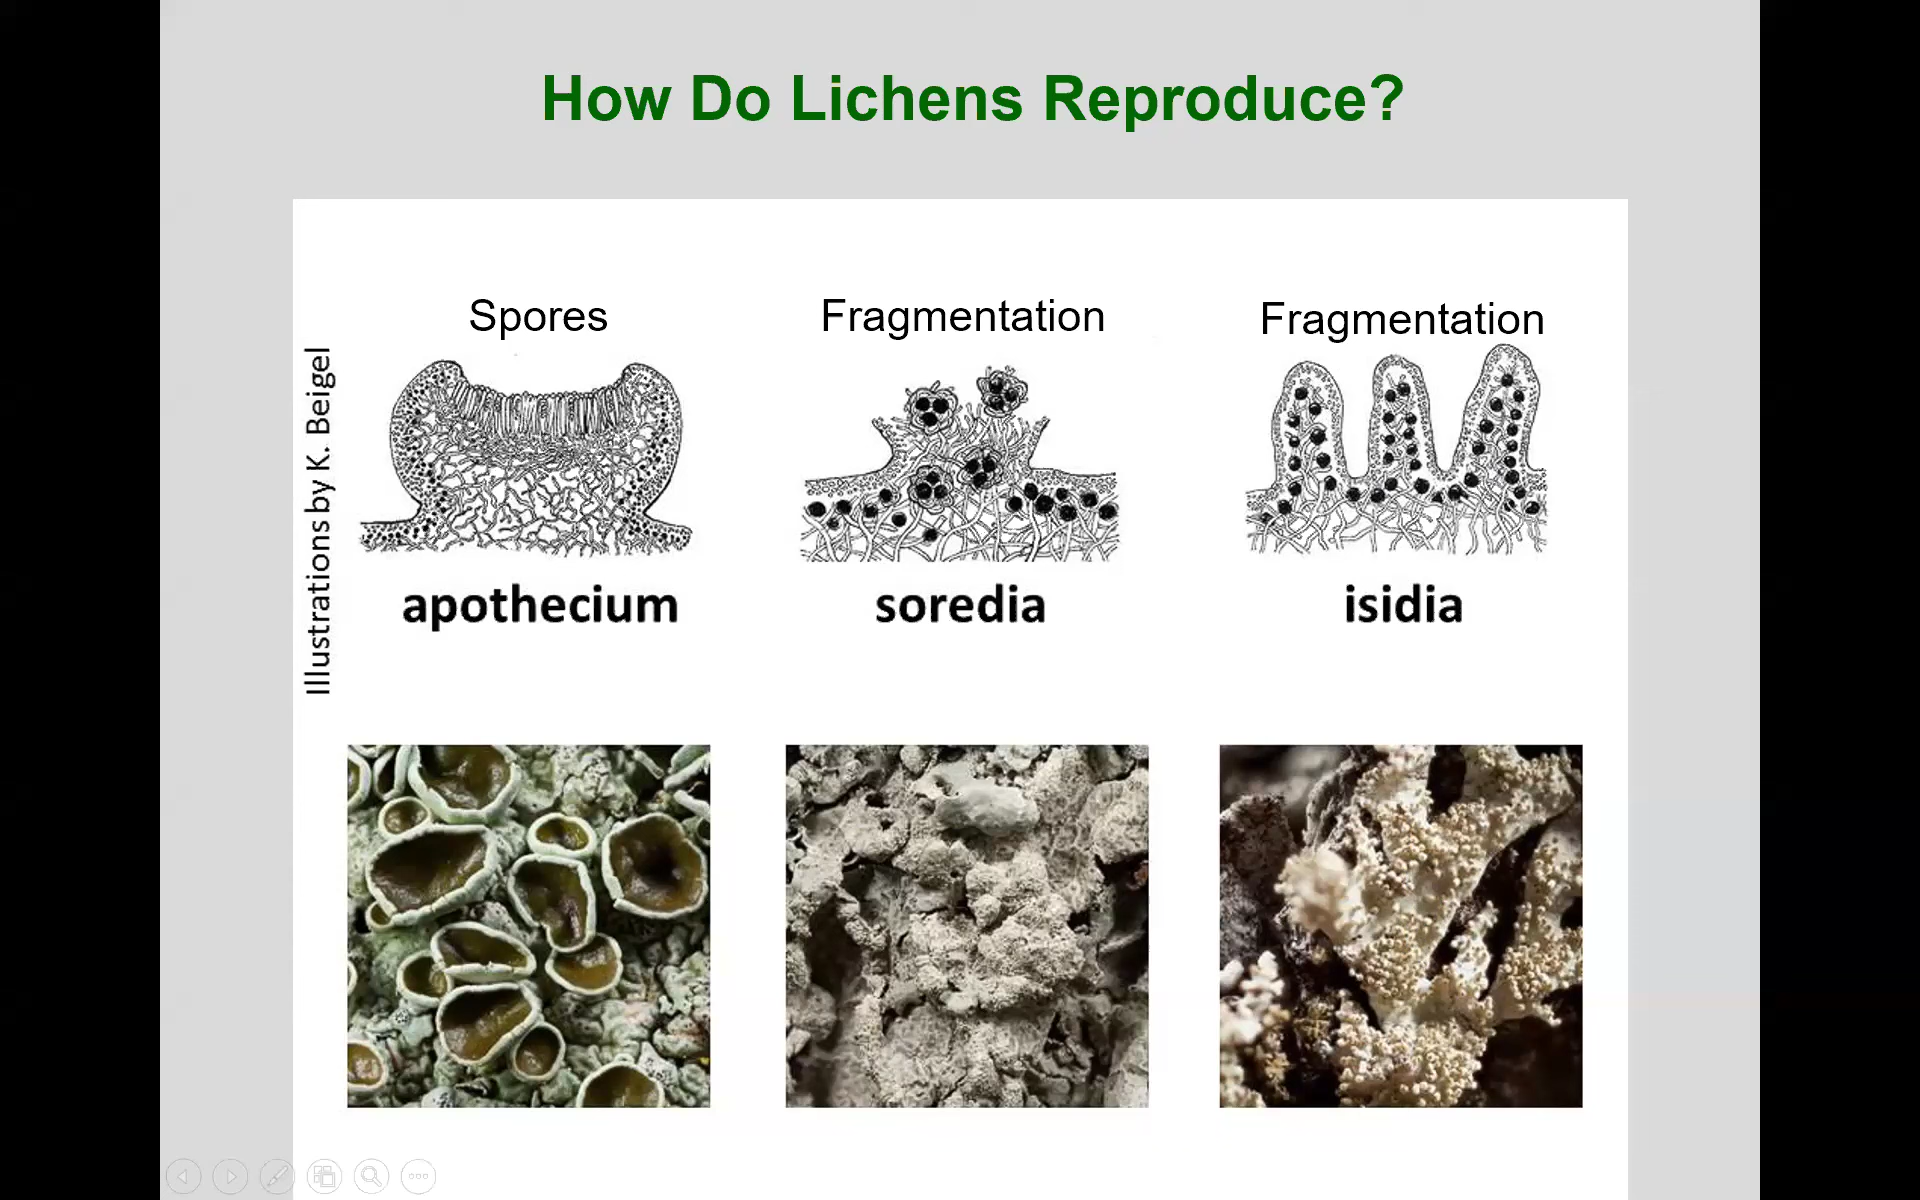 How Do Lichens Reproduce?
Spores
Fragmentation
Fragmentation
Illustrations by K. Beigel
apothecium
soredia
isidia